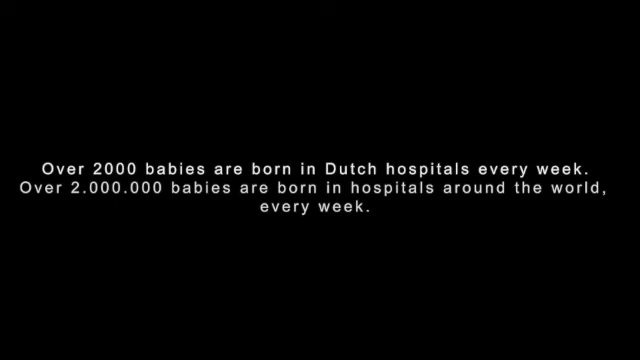 Over 2000 babies are born in Dutch hospitals every week.
Over 2.000.000 babies are born in hospitals around the world,
every week.